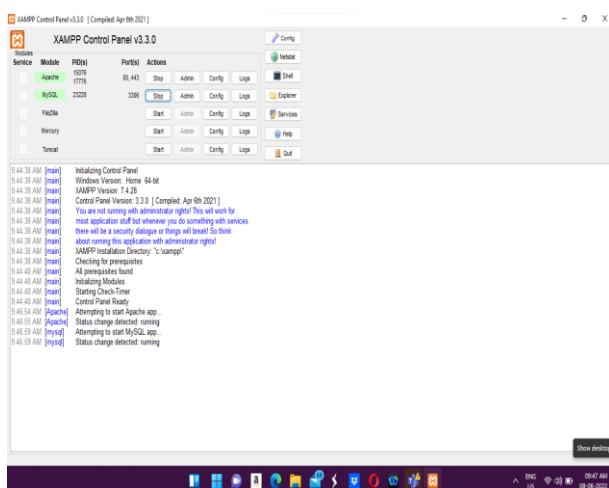 XAMPP Control Panel v3.3.0 [ Compiled: Apr 6th 2021 ]
XAMPP Control Panel v3.3.0
Config
Modules
Service Module PID(s) Port(s) Actions
Netstat
Apache 15076 17776 80, 443 Stop Admin Config Logs
Shell
MySQL 23228 3306 Stop Admin Config Logs
Explorer
FileZilla Start Admin Config Logs
Services
Mercury Start Admin Config Logs
Help
Tomcat Start Admin Config Logs
Quit
9:44:38 AM [main] Initializing Control Panel
9:44:38 AM [main] Windows Version: Home 64-bit
9:44:38 AM [main] XAMPP Version: 7.4.28
9:44:38 AM [main] Control Panel Version: 3.3.0 [ Compiled: Apr 6th 2021 ]
9:44:38 AM [main] You are not running with administrator rights! This will work for
9:44:38 AM [main] most application stuff but whenever you do something with services
9:44:38 AM [main] there will be a security dialogue or things will break! So think
9:44:38 AM [main] about running this application with administrator rights!
9:44:38 AM [main] XAMPP Installation Directory: "c:\xampp\"
9:44:38 AM [main] Checking for prerequisites
9:44:40 AM [main] All prerequisites found
9:44:40 AM [main] Initializing Modules
9:44:40 AM [main] Starting Check-Timer
9:44:40 AM [main] Control Panel Ready
9:46:54 AM [Apache] Attempting to start Apache app...
9:46:55 AM [Apache] Status change detected: running
9:46:59 AM [mysql] Attempting to start MySQL app...
9:46:59 AM [mysql] Status change detected: running
Show desktop
ENG
US
09:47 AM
08-06-2022